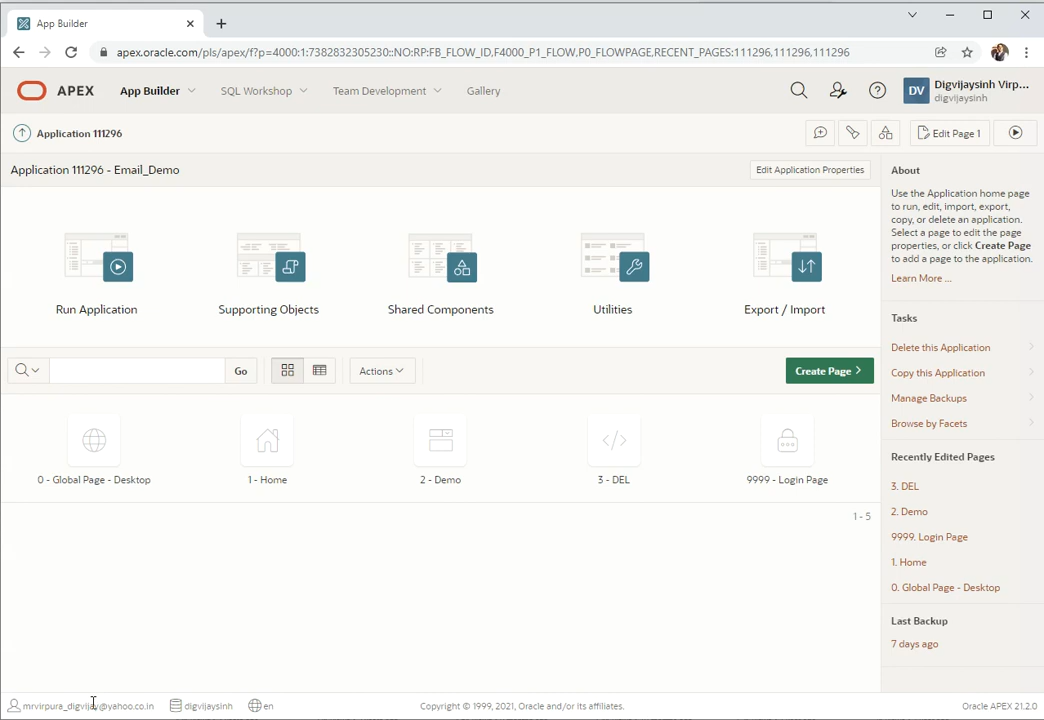 App Builder
apex.oracle.com/pls/apex/f?p=4000:1:7382832305230::NO:RP:FB_FLOW_ID,F4000_P1_FLOW,P0_FLOWPAGE,RECENT_PAGES:111296,111296,111296
APEX App Builder SQL Workshop Team Development Gallery
DV Digvijaysinh Virp...
digvijaysinh
Application 111296
Edit Page 1
Application 111296 - Email_Demo
Edit Application Properties
Run Application
Supporting Objects
Shared Components
Utilities
Export / Import
Go
Actions
Create Page
0 - Global Page - Desktop
1 - Home
2 - Demo
3 - DEL
9999 - Login Page
1 - 5
About
Use the Application home page
to run, edit, import, export,
copy, or delete an application.
Select a page to edit the page
properties, or click Create Page
to add a page to the application.
Learn More ...
Tasks
Delete this Application
Copy this Application
Manage Backups
Browse by Facets
Recently Edited Pages
3. DEL
2. Demo
9999. Login Page
1. Home
0. Global Page - Desktop
Last Backup
7 days ago
mrvirpura_digvijay@yahoo.co.in digvijaysinh en
Copyright © 1999, 2021, Oracle and/or its affiliates.
Oracle APEX 21.2.0